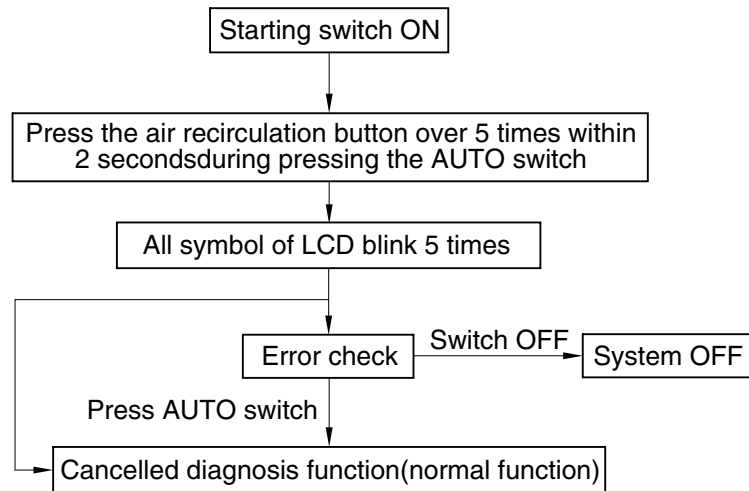 Starting switch ON
Press the air recirculation button over 5 times within
2 secondsduring pressing the AUTO switch
All symbol of LCD blink 5 times
Error check
Switch OFF
System OFF
Press AUTO switch
Cancelled diagnosis function(normal function)